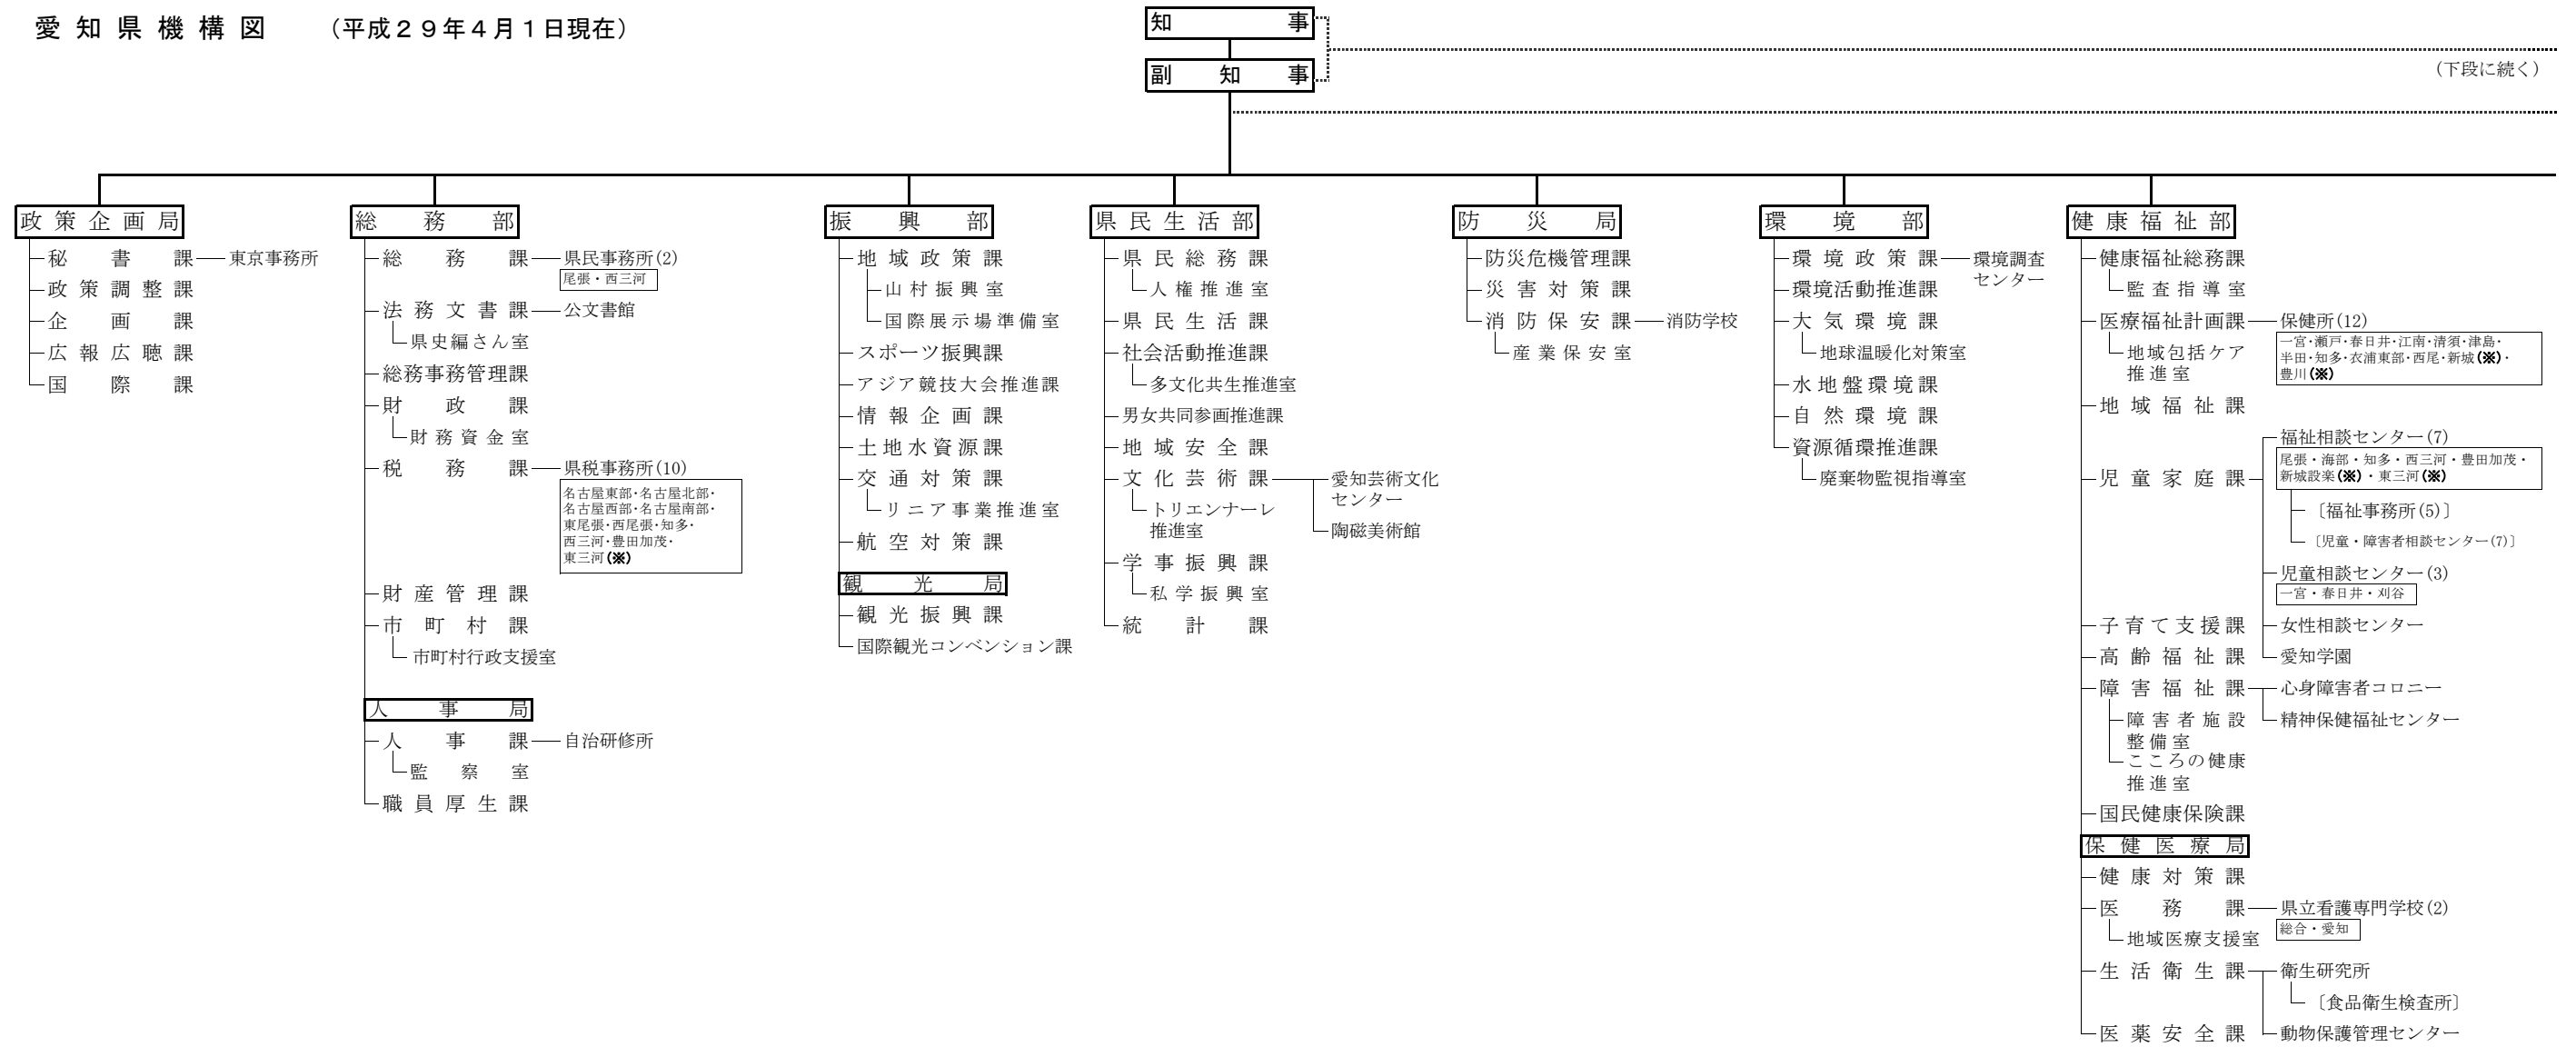 愛知県機構図　（平成２９年４月１日現在）
知事
副知事
（下段に続く）
政策企画局
秘書課
東京事務所
政策調整課
企画課
広報広聴課
国際課
総務部
総務課
県民事務所(2)
尾張・西三河
法務文書課
公文書館
県史編さん室
総務事務管理課
財政課
財務資金室
税務課
県税事務所(10)
名古屋東部･名古屋北部･
名古屋西部･名古屋南部･
東尾張･西尾張･知多･
西三河･豊田加茂･
東三河(※)
財産管理課
市町村課
市町村行政支援室
人事局
人事課
自治研修所
監察室
職員厚生課
振興部
地域政策課
山村振興室
国際展示場準備室
スポーツ振興課
アジア競技大会推進課
情報企画課
土地水資源課
交通対策課
リニア事業推進室
航空対策課
観光局
観光振興課
国際観光コンベンション課
県民生活部
県民総務課
人権推進室
県民生活課
社会活動推進課
多文化共生推進室
男女共同参画推進課
地域安全課
文化芸術課
愛知芸術文化
センター
トリエンナーレ
推進室
陶磁美術館
学事振興課
私学振興室
統計課
防災局
防災危機管理課
災害対策課
消防保安課
消防学校
産業保安室
環境部
環境政策課
環境調査
センター
環境活動推進課
大気環境課
地球温暖化対策室
水地盤環境課
自然環境課
資源循環推進課
廃棄物監視指導室
健康福祉部
健康福祉総務課
監査指導室
医療福祉計画課
保健所(12)
一宮･瀬戸･春日井･江南･清須･津島･
半田･知多･衣浦東部･西尾･新城(※)･
豊川(※)
地域包括ケア
推進室
地域福祉課
児童家庭課
福祉相談センター(7)
尾張・海部・知多・西三河・豊田加茂・
新城設楽(※)・東三河(※)
〔福祉事務所(5)〕
〔児童・障害者相談センター(7)〕
児童相談センター(3)
一宮・春日井・刈谷
子育て支援課
女性相談センター
高齢福祉課
愛知学園
障害福祉課
心身障害者コロニー
障害者施設
整備室
精神保健福祉センター
こころの健康
推進室
国民健康保険課
保健医療局
健康対策課
医務課
県立看護専門学校(2)
総合・愛知
地域医療支援室
生活衛生課
衛生研究所
〔食品衛生検査所〕
医薬安全課
動物保護管理センター